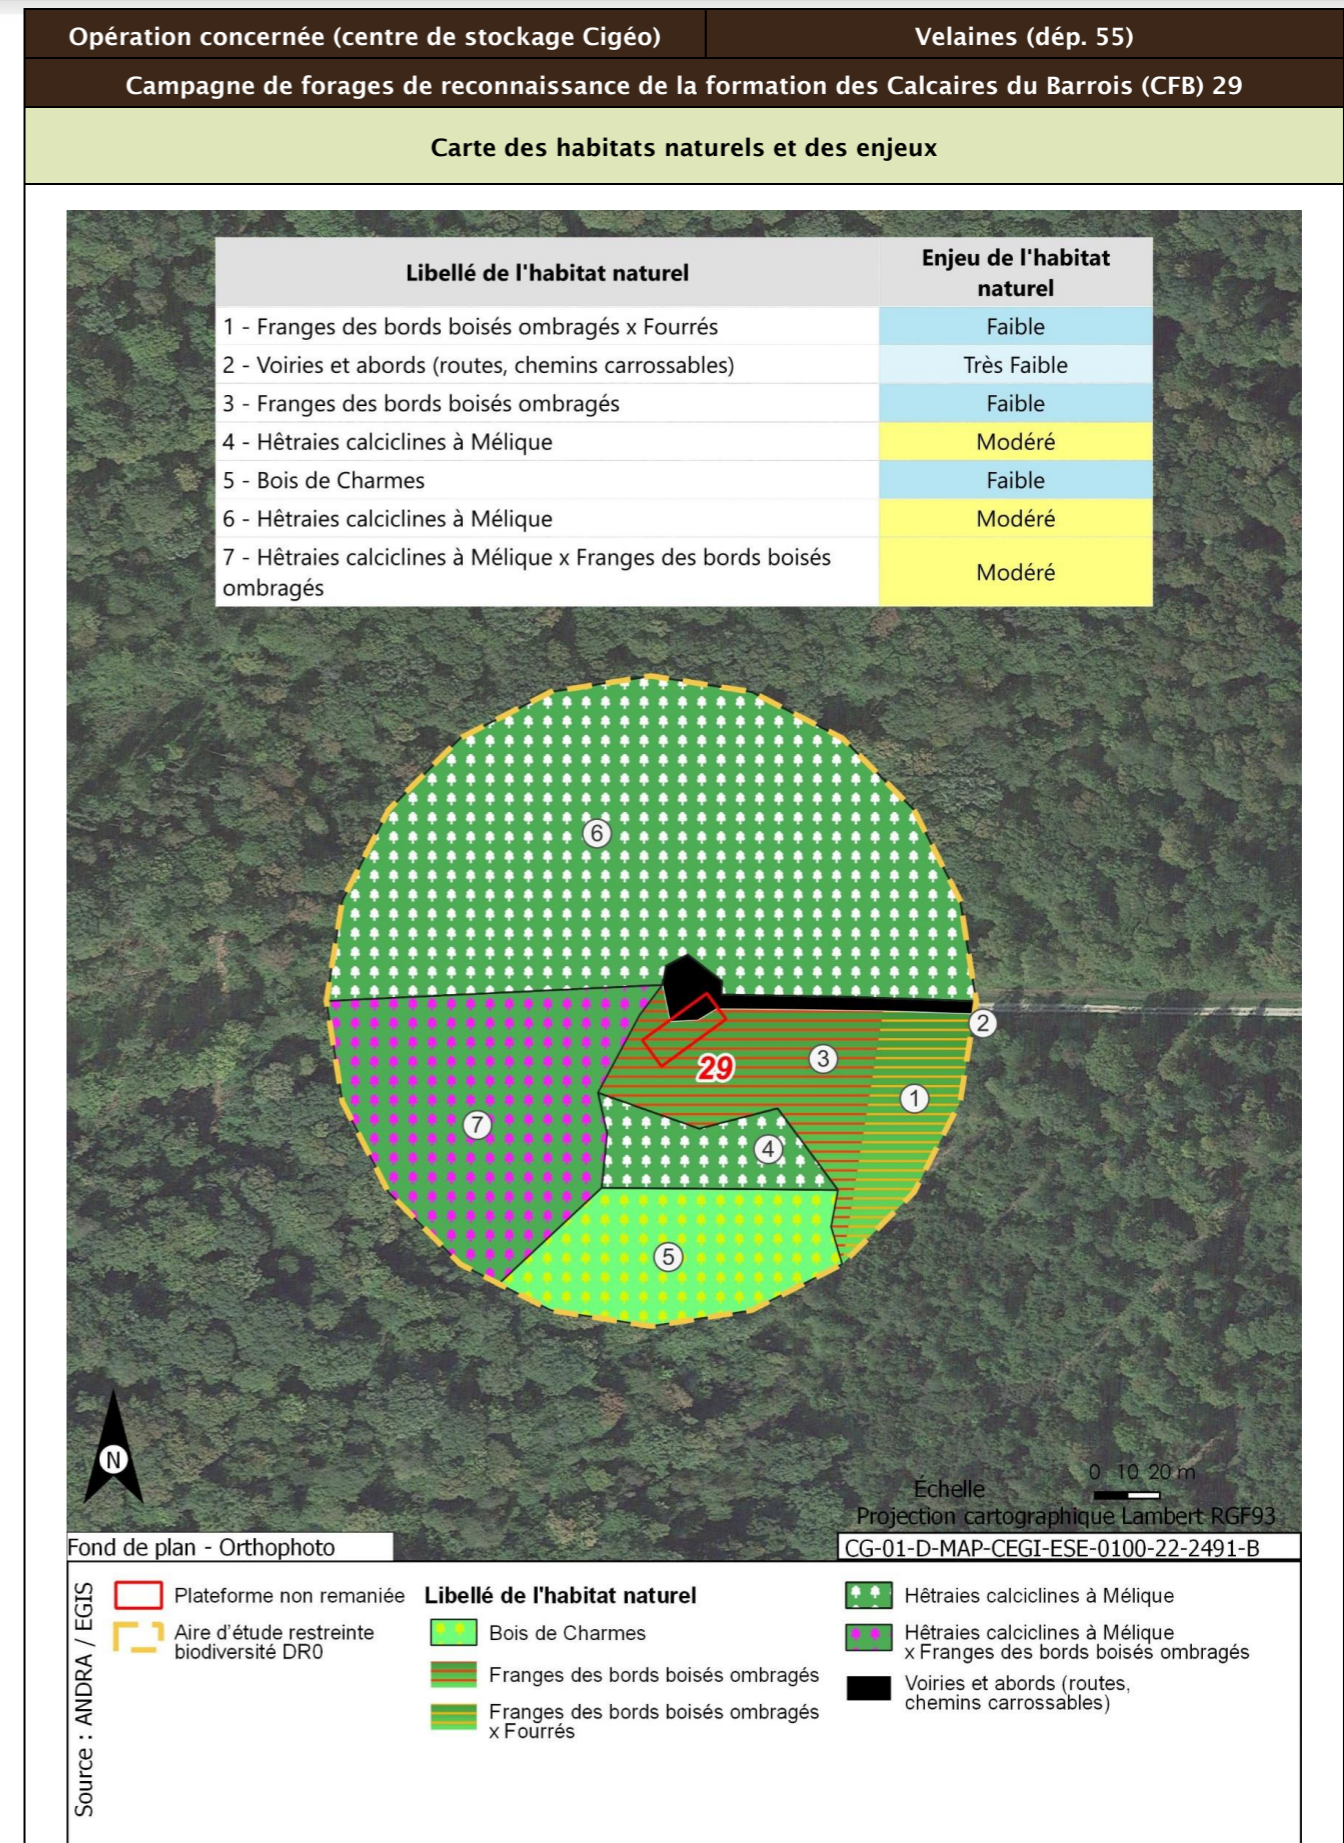 Opération concernée (centre de stockage Cigéo)
Velaines (dép. 55)
Campagne de forages de reconnaissance de la formation des Calcaires du Barrois (CFB) 29
Carte des habitats naturels et des enjeux
Libellé de l'habitat naturel
Enjeu de l'habitat
naturel
1 - Franges des bords boisés ombragés x Fourrés
Faible
2 - Voiries et abords (routes, chemins carrossables)
Très Faible
3 - Franges des bords boisés ombragés
Faible
4 - Hêtraies calciclines à Mélique
Modéré
5 - Bois de Charmes
Faible
6 - Hêtraies calciclines à Mélique
Modéré
7 - Hêtraies calciclines à Mélique x Franges des bords boisés
ombragés
Modéré
6
2
3
29
1
7
4
5
N
0 10 20 m
Échelle
Projection cartographique Lambert RGF93
Fond de plan - Orthophoto
CG-01-D-MAP-CEGI-ESE-0100-22-2491-B
Source : ANDRA / EGIS
Plateforme non remaniée
Aire d'étude restreinte
biodiversité DR0
Libellé de l'habitat naturel
Bois de Charmes
Franges des bords boisés ombragés
Franges des bords boisés ombragés
x Fourrés
Hêtraies calciclines à Mélique
Hêtraies calciclines à Mélique
x Franges des bords boisés ombragés
Voiries et abords (routes,
chemins carrossables)